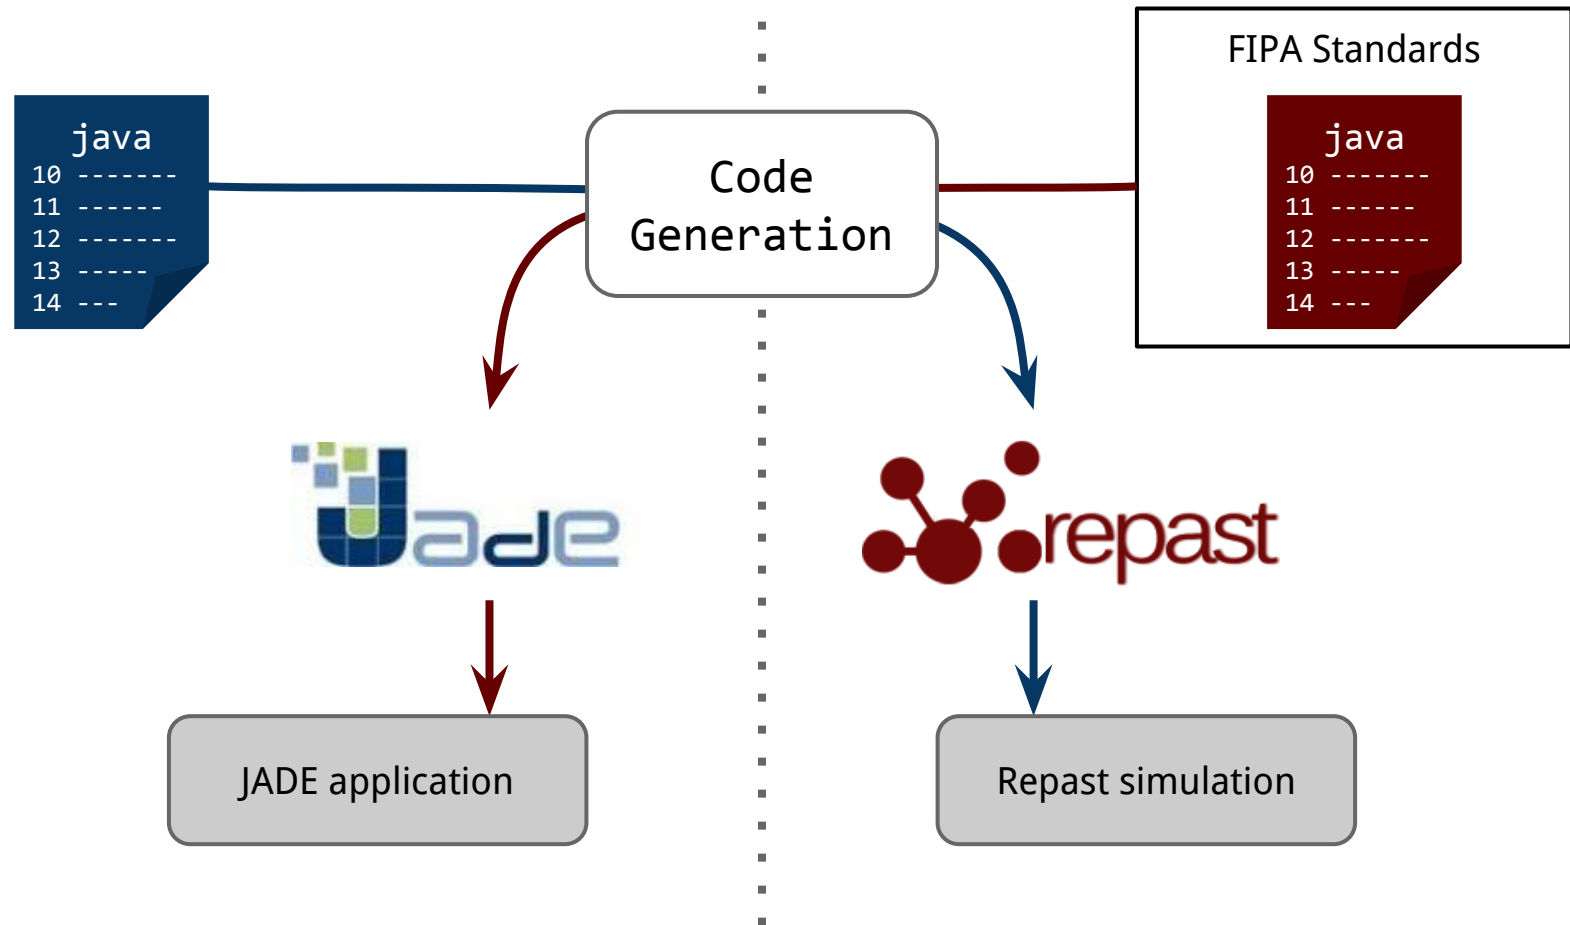 java
10 -------
11 ------
12 -------
13 -----
14 ---
Code
Generation
FIPA Standards
java
10 -------
11 ------
12 -------
13 -----
14 ---
Jade
repast
JADE application
Repast simulation